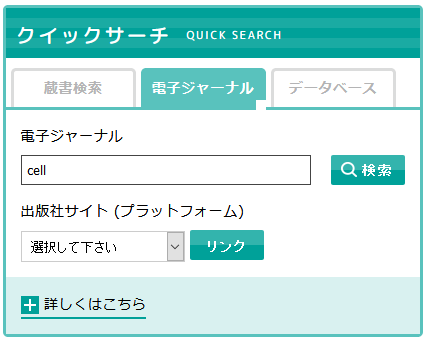 クイックサーチ QUICK SEARCH
蔵書検索 電子ジャーナル データベース
電子ジャーナル
cell 検索
出版社サイト (プラットフォーム)
選択して下さい リンク
詳しくはこちら